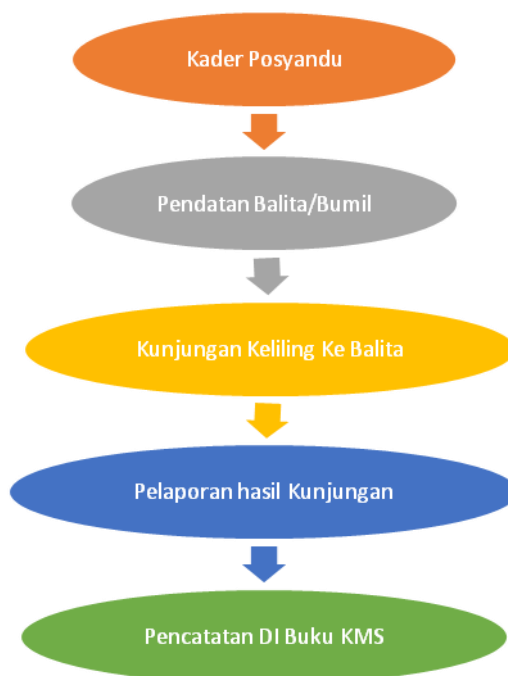 Kader Posyandu
Pendatan Balita/Bumil
Kunjungan Keliling Ke Balita
Pelaporan hasil Kunjungan
Pencatatan DI Buku KMS